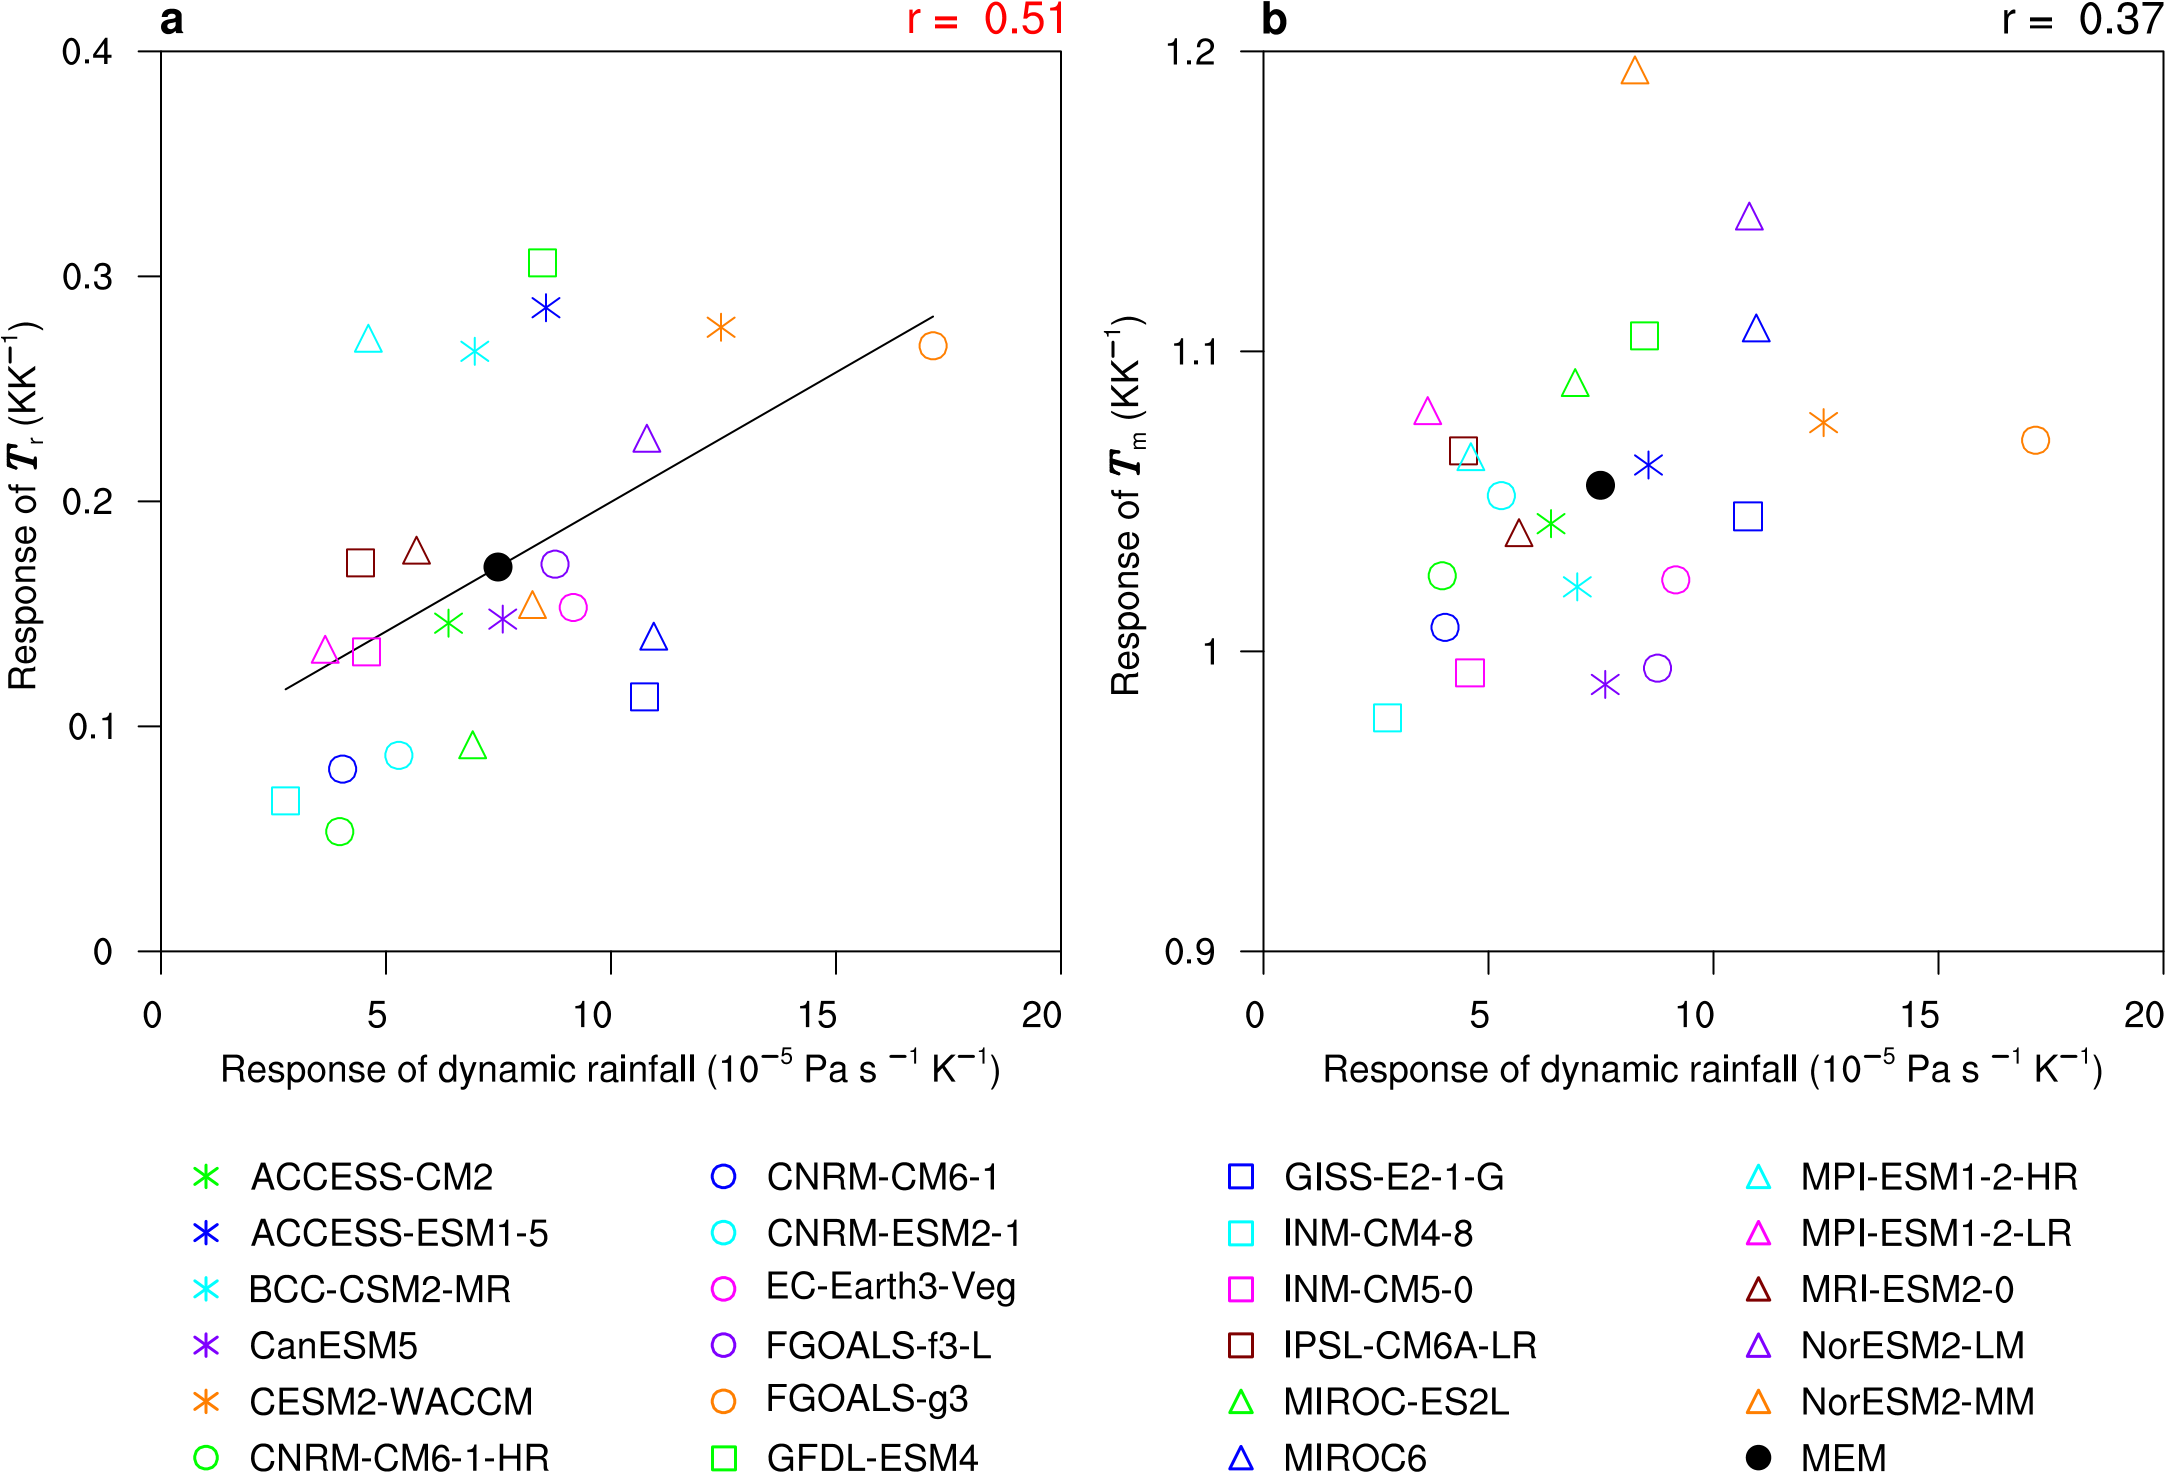 a r = 0.51
b r = 0.37
0.4
0.3
0.2
0.1
0
Response of Tr (KK−1)
0 5 10 15 20
Response of dynamic rainfall (10−5 Pa s −1 K−1)
1.2
1.1
1
0.9
Response of Tm (KK−1)
0 5 10 15 20
Response of dynamic rainfall (10−5 Pa s −1 K−1)
ACCESS-CM2
ACCESS-ESM1-5
BCC-CSM2-MR
CanESM5
CESM2-WACCM
CNRM-CM6-1-HR
CNRM-CM6-1
CNRM-ESM2-1
EC-Earth3-Veg
FGOALS-f3-L
FGOALS-g3
GFDL-ESM4
GISS-E2-1-G
INM-CM4-8
INM-CM5-0
IPSL-CM6A-LR
MIROC-ES2L
MIROC6
MPI-ESM1-2-HR
MPI-ESM1-2-LR
MRI-ESM2-0
NorESM2-LM
NorESM2-MM
MEM